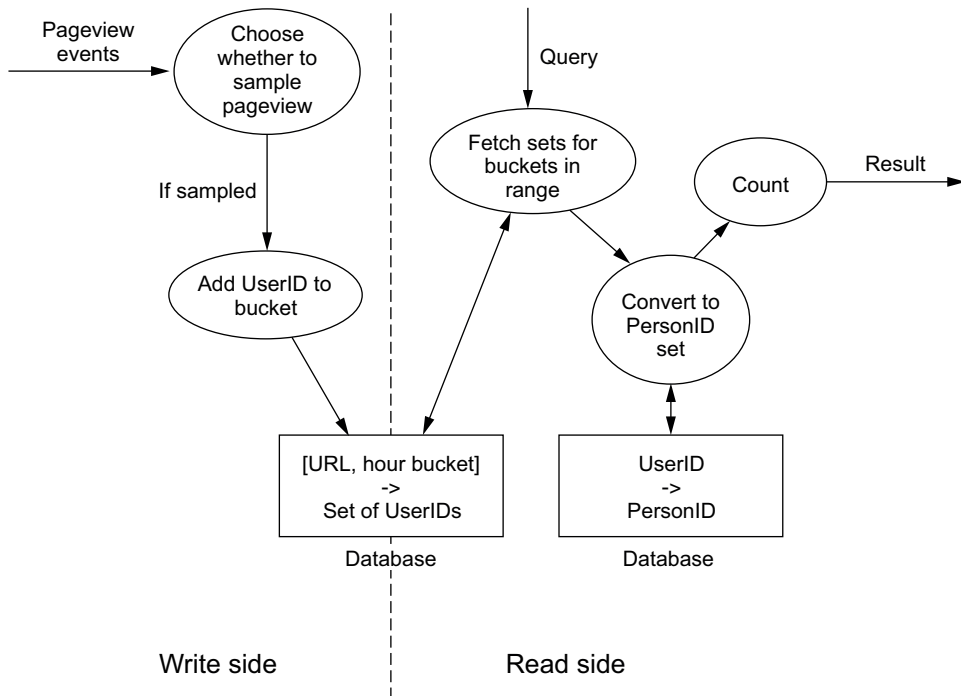 Pageview
events
Choose
whether to
sample
pageview
If sampled
Add UserID to
bucket
Query
Fetch sets for
buckets in
range
Count
Result
Convert to
PersonID
set
[URL, hour bucket]
->
Set of UserIDs
Database
UserID
->
PersonID
Database
Write side
Read side